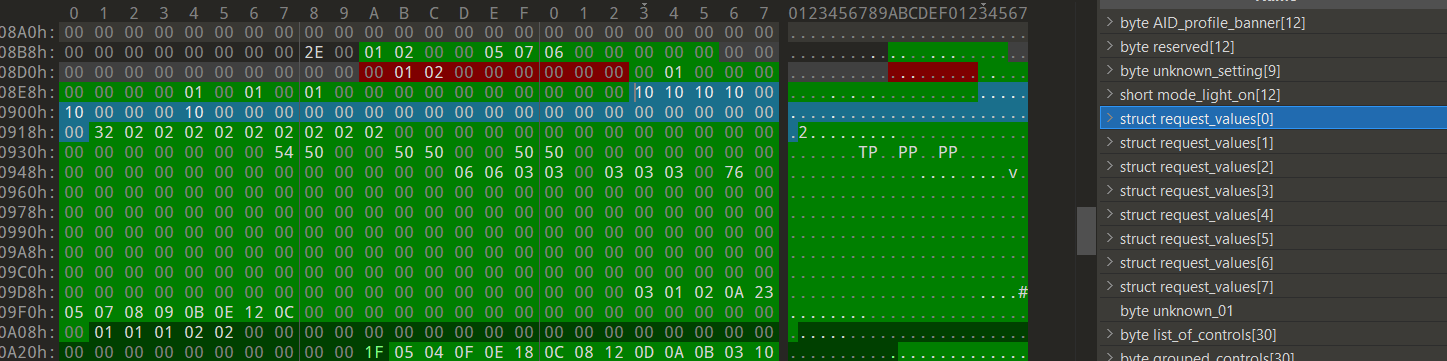 0 1 2 3 4 5 6 7 8 9 A B C D E F 0 1 2 3 4 5 6 7 0123456789ABCDEF01234567
08A0h: 00 00 00 00 00 00 00 00 00 00 00 00 00 00 00 00 00 00 00 00 00 00 00 00 ........................
08B8h: 00 00 00 00 00 00 00 00 2E 00 01 02 00 00 05 07 06 00 00 00 00 00 00 00 ........................
08D0h: 00 00 00 00 00 00 00 00 00 00 00 01 02 00 00 00 00 00 00 00 01 00 00 00 ........................
08E8h: 00 00 00 00 01 00 01 00 01 00 00 00 00 00 00 00 00 00 00 10 10 10 10 00 ........................
0900h: 10 00 00 00 10 00 00 00 00 00 00 00 00 00 00 00 00 00 00 00 00 00 00 00 ........................
0918h: 00 32 02 02 02 02 02 02 02 02 02 00 00 00 00 00 00 00 00 00 00 00 00 00 .2......................
0930h: 00 00 00 00 00 00 00 54 50 00 00 50 50 00 00 50 50 00 00 00 00 00 00 00 .......TP..PP..PP.......
0948h: 00 00 00 00 00 00 00 00 00 00 00 00 00 06 06 03 03 00 03 03 03 00 76 00 ......................v.
0960h: 00 00 00 00 00 00 00 00 00 00 00 00 00 00 00 00 00 00 00 00 00 00 00 00 ........................
0978h: 00 00 00 00 00 00 00 00 00 00 00 00 00 00 00 00 00 00 00 00 00 00 00 00 ........................
0990h: 00 00 00 00 00 00 00 00 00 00 00 00 00 00 00 00 00 00 00 00 00 00 00 00 ........................
09A8h: 00 00 00 00 00 00 00 00 00 00 00 00 00 00 00 00 00 00 00 00 00 00 00 00 ........................
09C0h: 00 00 00 00 00 00 00 00 00 00 00 00 00 00 00 00 00 00 00 00 00 00 00 00 ........................
09D8h: 00 00 00 00 00 00 00 00 00 00 00 00 00 00 00 00 00 00 00 03 01 02 0A 23 .......................#
09F0h: 05 07 08 09 0B 0E 12 0C 00 00 00 00 00 00 00 00 00 00 00 00 00 00 00 00 ........................
0A08h: 00 01 01 01 02 02 00 00 00 00 00 00 00 00 00 00 00 00 00 00 00 00 00 00 ........................
0A20h: 00 00 00 00 00 00 00 00 00 00 1F 05 04 0F 0E 18 0C 08 12 0D 0A 0B 03 10 ........................
byte AID_profile_banner[12]
byte reserved[12]
byte unknown_setting[9]
short mode_light_on[12]
struct request_values[0]
struct request_values[1]
struct request_values[2]
struct request_values[3]
struct request_values[4]
struct request_values[5]
struct request_values[6]
struct request_values[7]
byte unknown_01
byte list_of_controls[30]
byte grouped_controls[30]